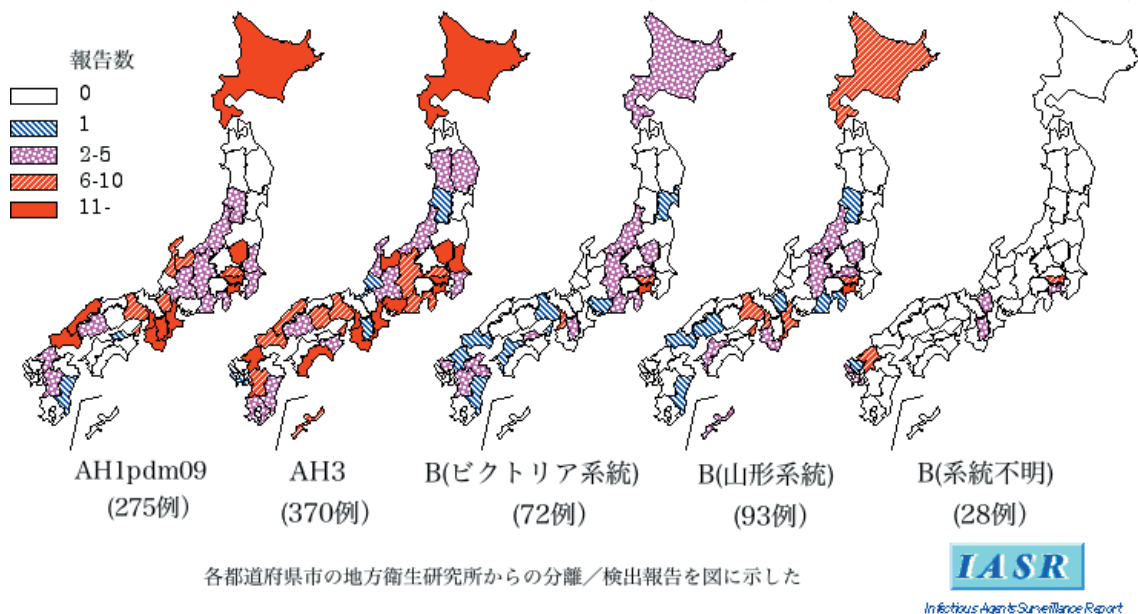 報告数
0
1
2-5
6-10
11-
AH1pdm09
(275例)
AH3
(370例)
B(ビクトリア系統)
(72例)
B(山形系統)
(93例)
B(系統不明)
(28例)
各都道府県市の地方衛生研究所からの分離／検出報告を図に示した
IASR
Infectious Agents Surveillance Report